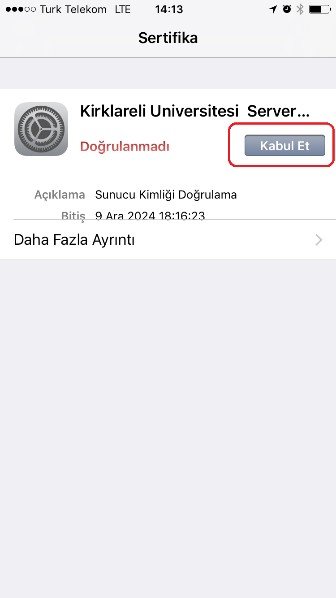 Turk Telekom LTE 14:13
Sertifika
Kirklareli Universitesi Server...
Doğrulanmadı
Kabul Et
Açıklama Sunucu Kimliği Doğrulama
Bitiş 9 Ara 2024 18:16:23
Daha Fazla Ayrıntı